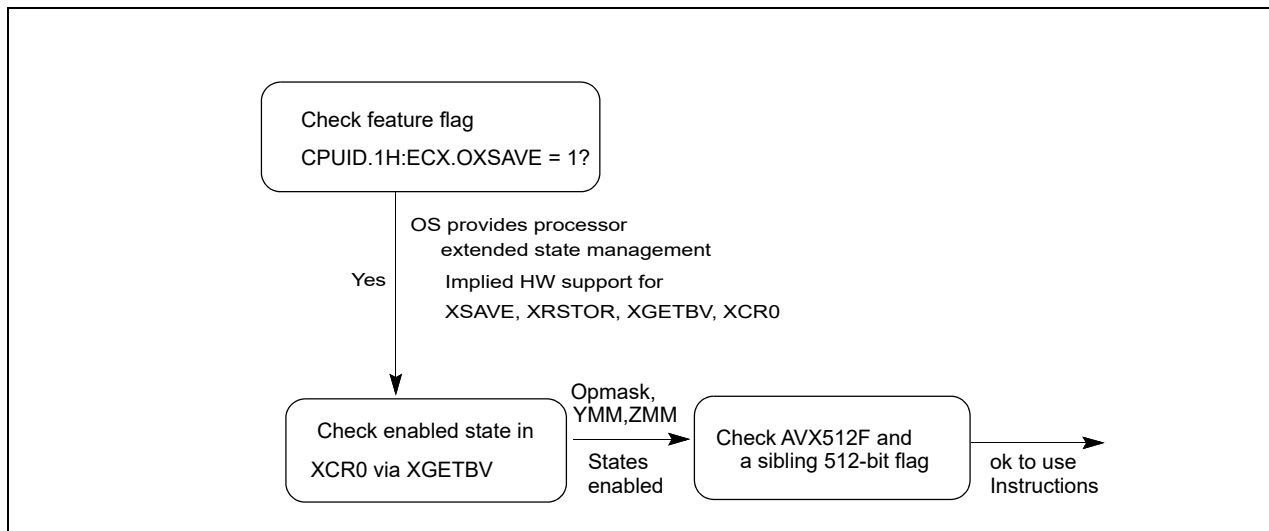 Check feature flag
CPUID.1H:ECX.OXSAVE = 1?
OS provides processor
extended state management
Yes
Implied HW support for
XSAVE, XRSTOR, XGETBV, XCR0
Check enabled state in
XCR0 via XGETBV
Opmask,
YMM,ZMM
States
enabled
Check AVX512F and
a sibling 512-bit flag
ok to use
Instructions